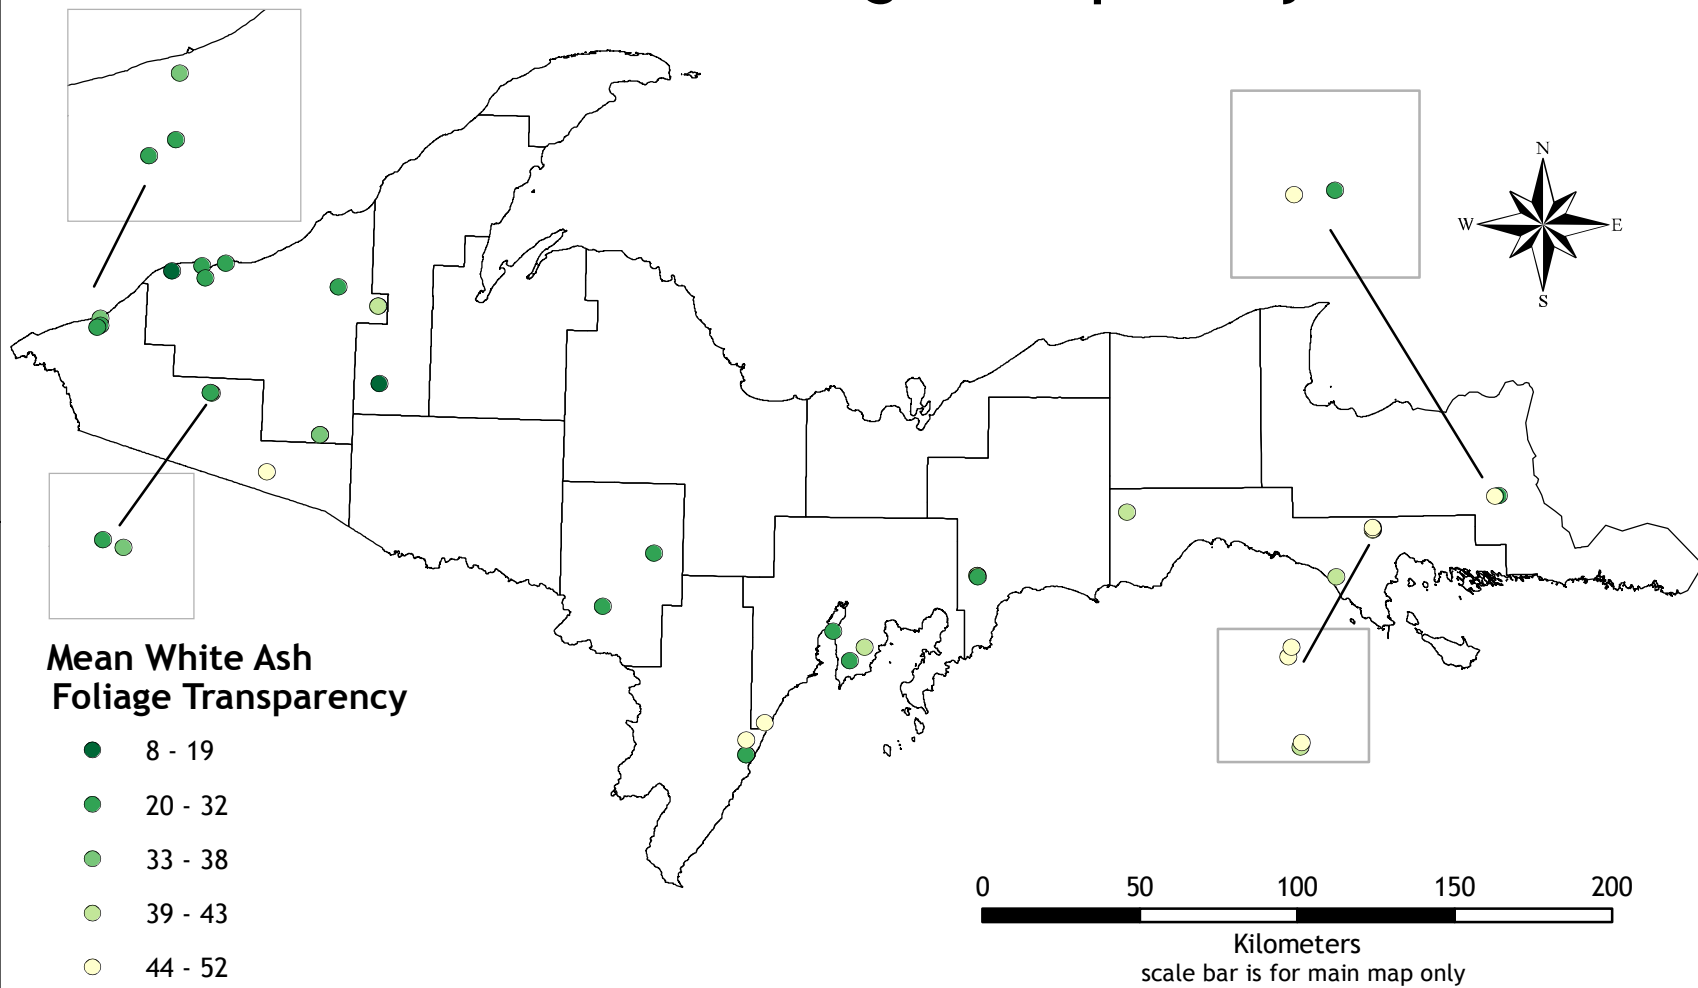 N
W
E
S
Mean White Ash
Foliage Transparency
8 - 19
20 - 32
33 - 38
39 - 43
44 - 52
0 50 100 150 200
Kilometers
scale bar is for main map only